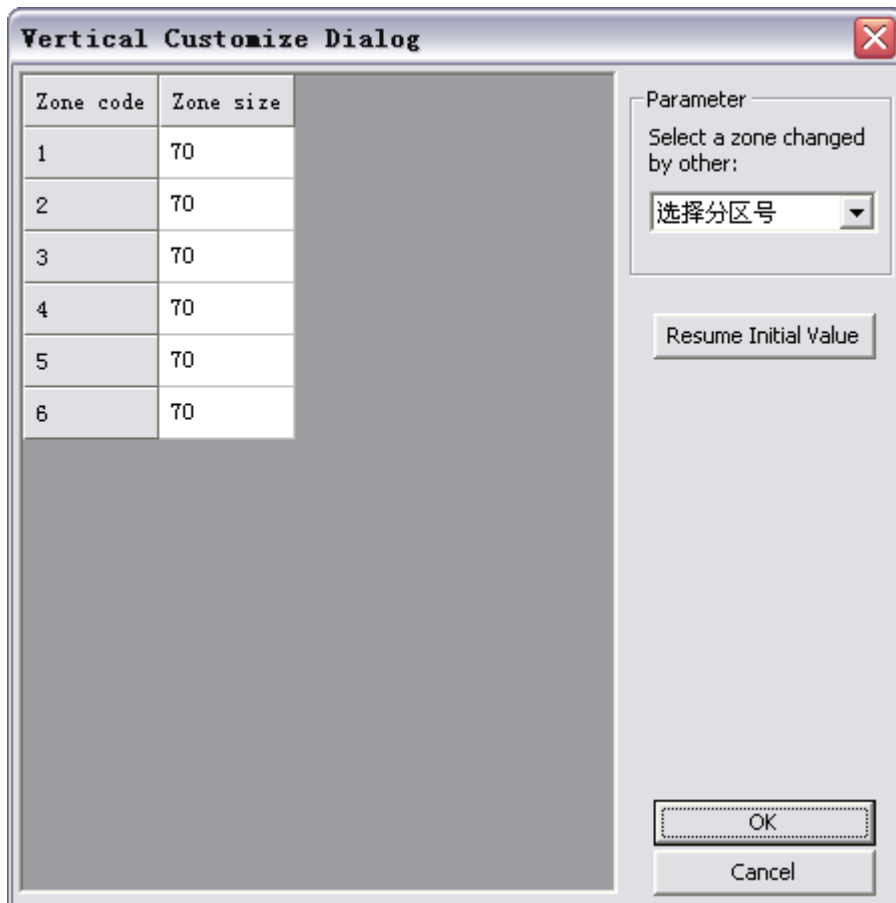 Vertical Customize Dialog
Zone code Zone size
1 70
2 70
3 70
4 70
5 70
6 70
Parameter
Select a zone changed
by other:
选择分区号
Resume Initial Value
OK
Cancel